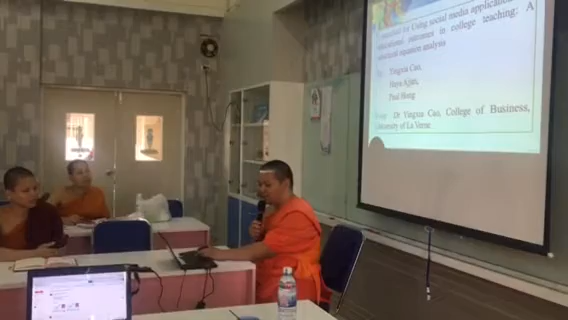 for Using social media applications
educational outcomes in college teaching: A
structural equation analysis
Yingxia Cao,
Haya Ajjan,
Paul Hong
Dr Yingxia Cao, College of Business,
University of La Verne